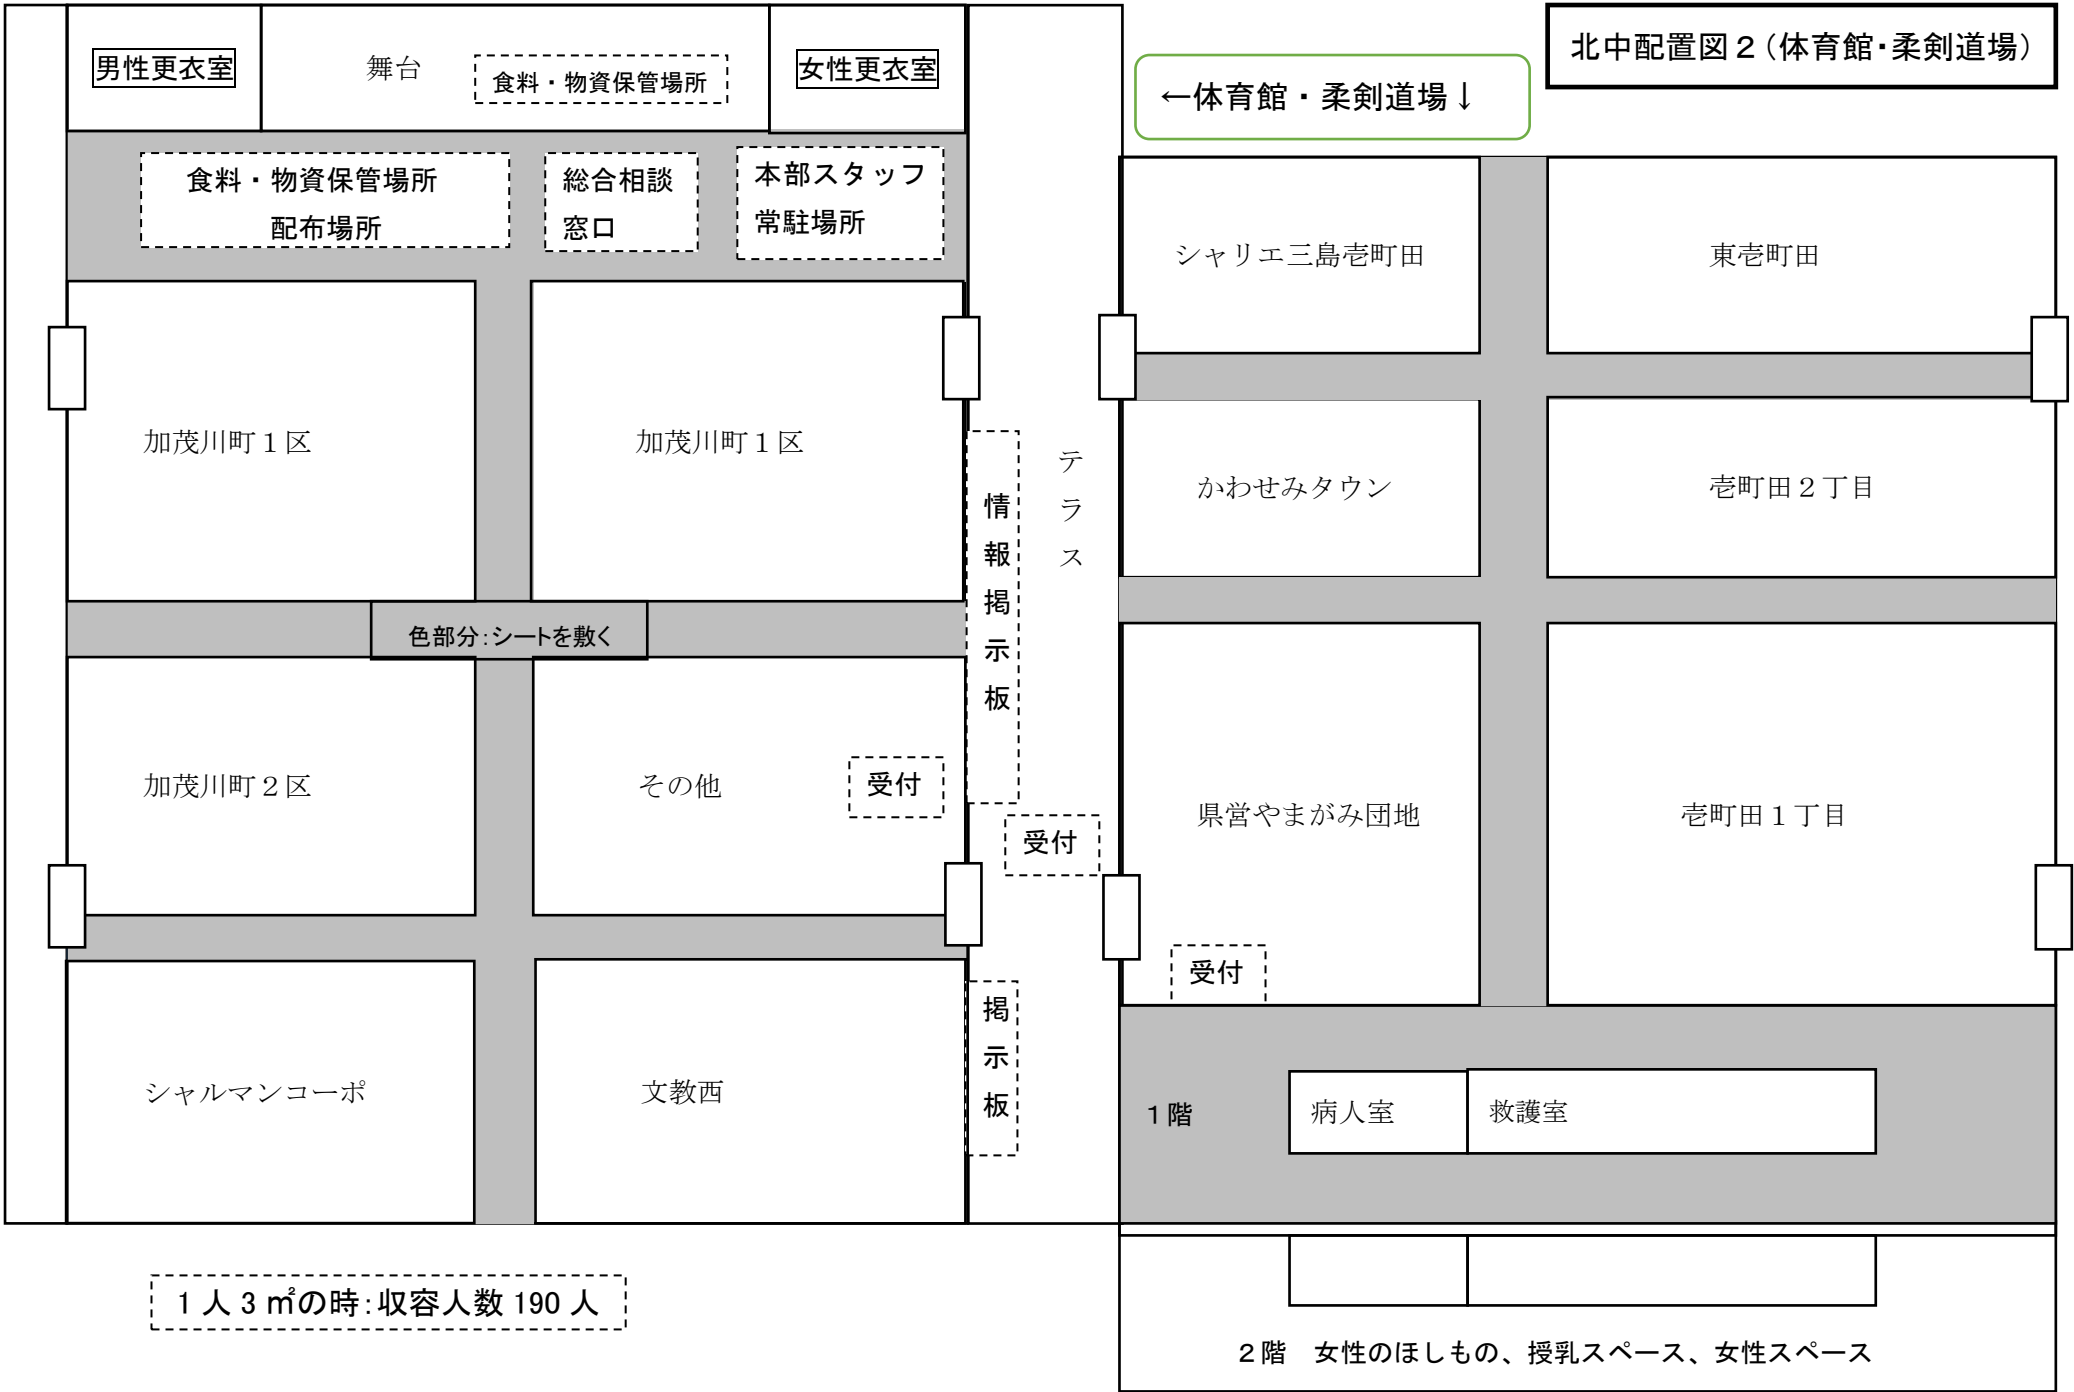 北中配置図２(体育館・柔剣道場)
←体育館・柔剣道場↓
男性更衣室
舞台
食料・物資保管場所
女性更衣室
食料・物資保管場所
配布場所
総合相談
窓口
本部スタッフ
常駐場所
加茂川町１区
加茂川町１区
色部分:シートを敷く
加茂川町２区
その他
受付
シャルマンコーポ
文教西
情報掲示板
テラス
受付
掲示板
シャリエ三島壱町田
東壱町田
かわせみタウン
壱町田２丁目
県営やまがみ団地
壱町田１丁目
受付
１階
病人室
救護室
２階　女性のほしもの、授乳スペース、女性スペース
１人３㎡の時:収容人数 190 人